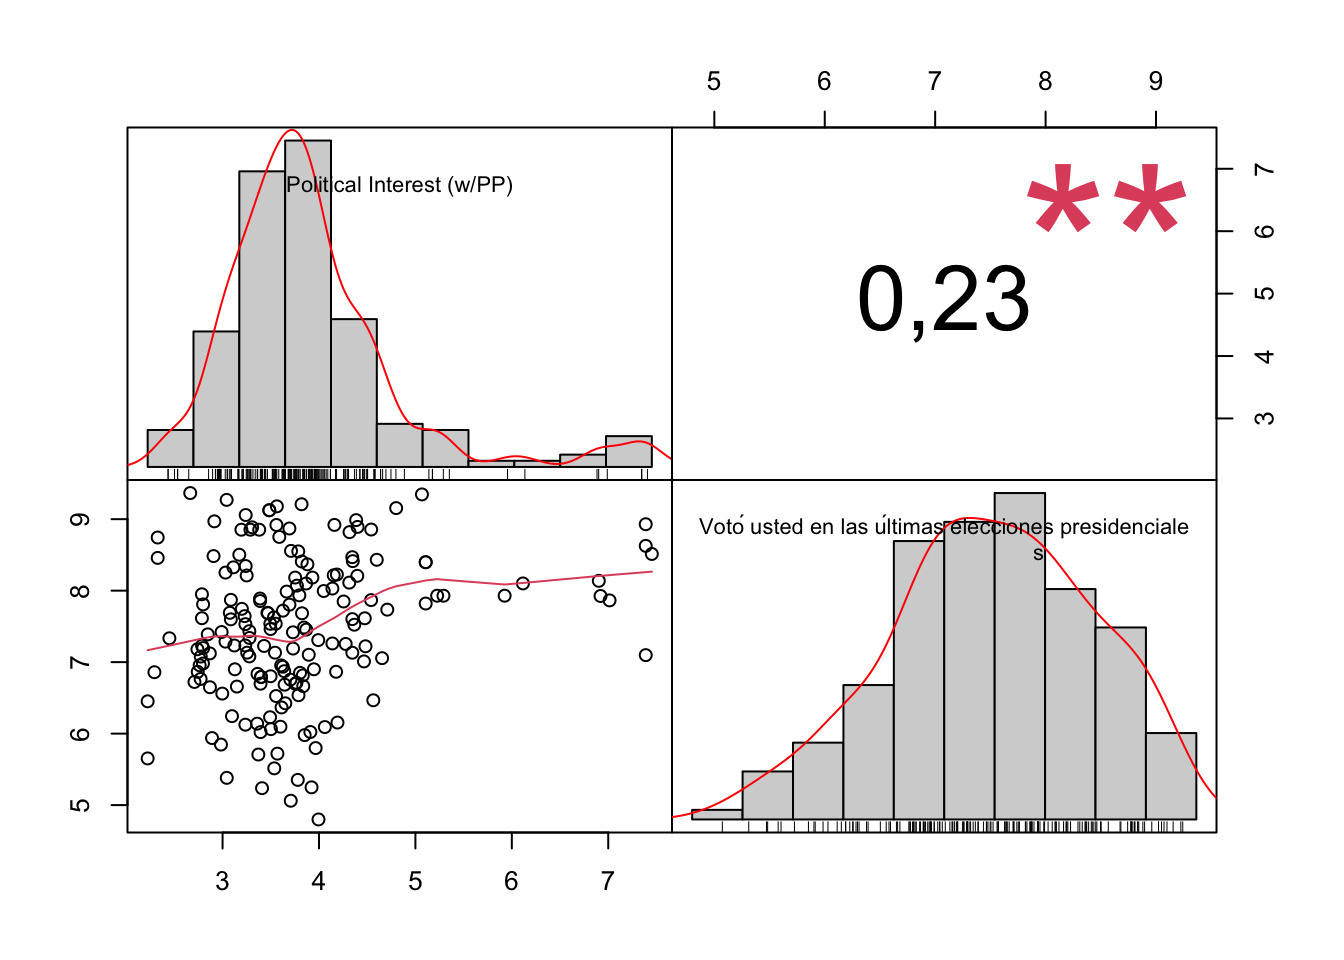 5 6 7 8 9
Political Interest (w/PP)
**
0,23
7
6
5
4
3
9
8
7
6
5
Votó usted en las últimas elecciones presidenciale
s
3 4 5 6 7